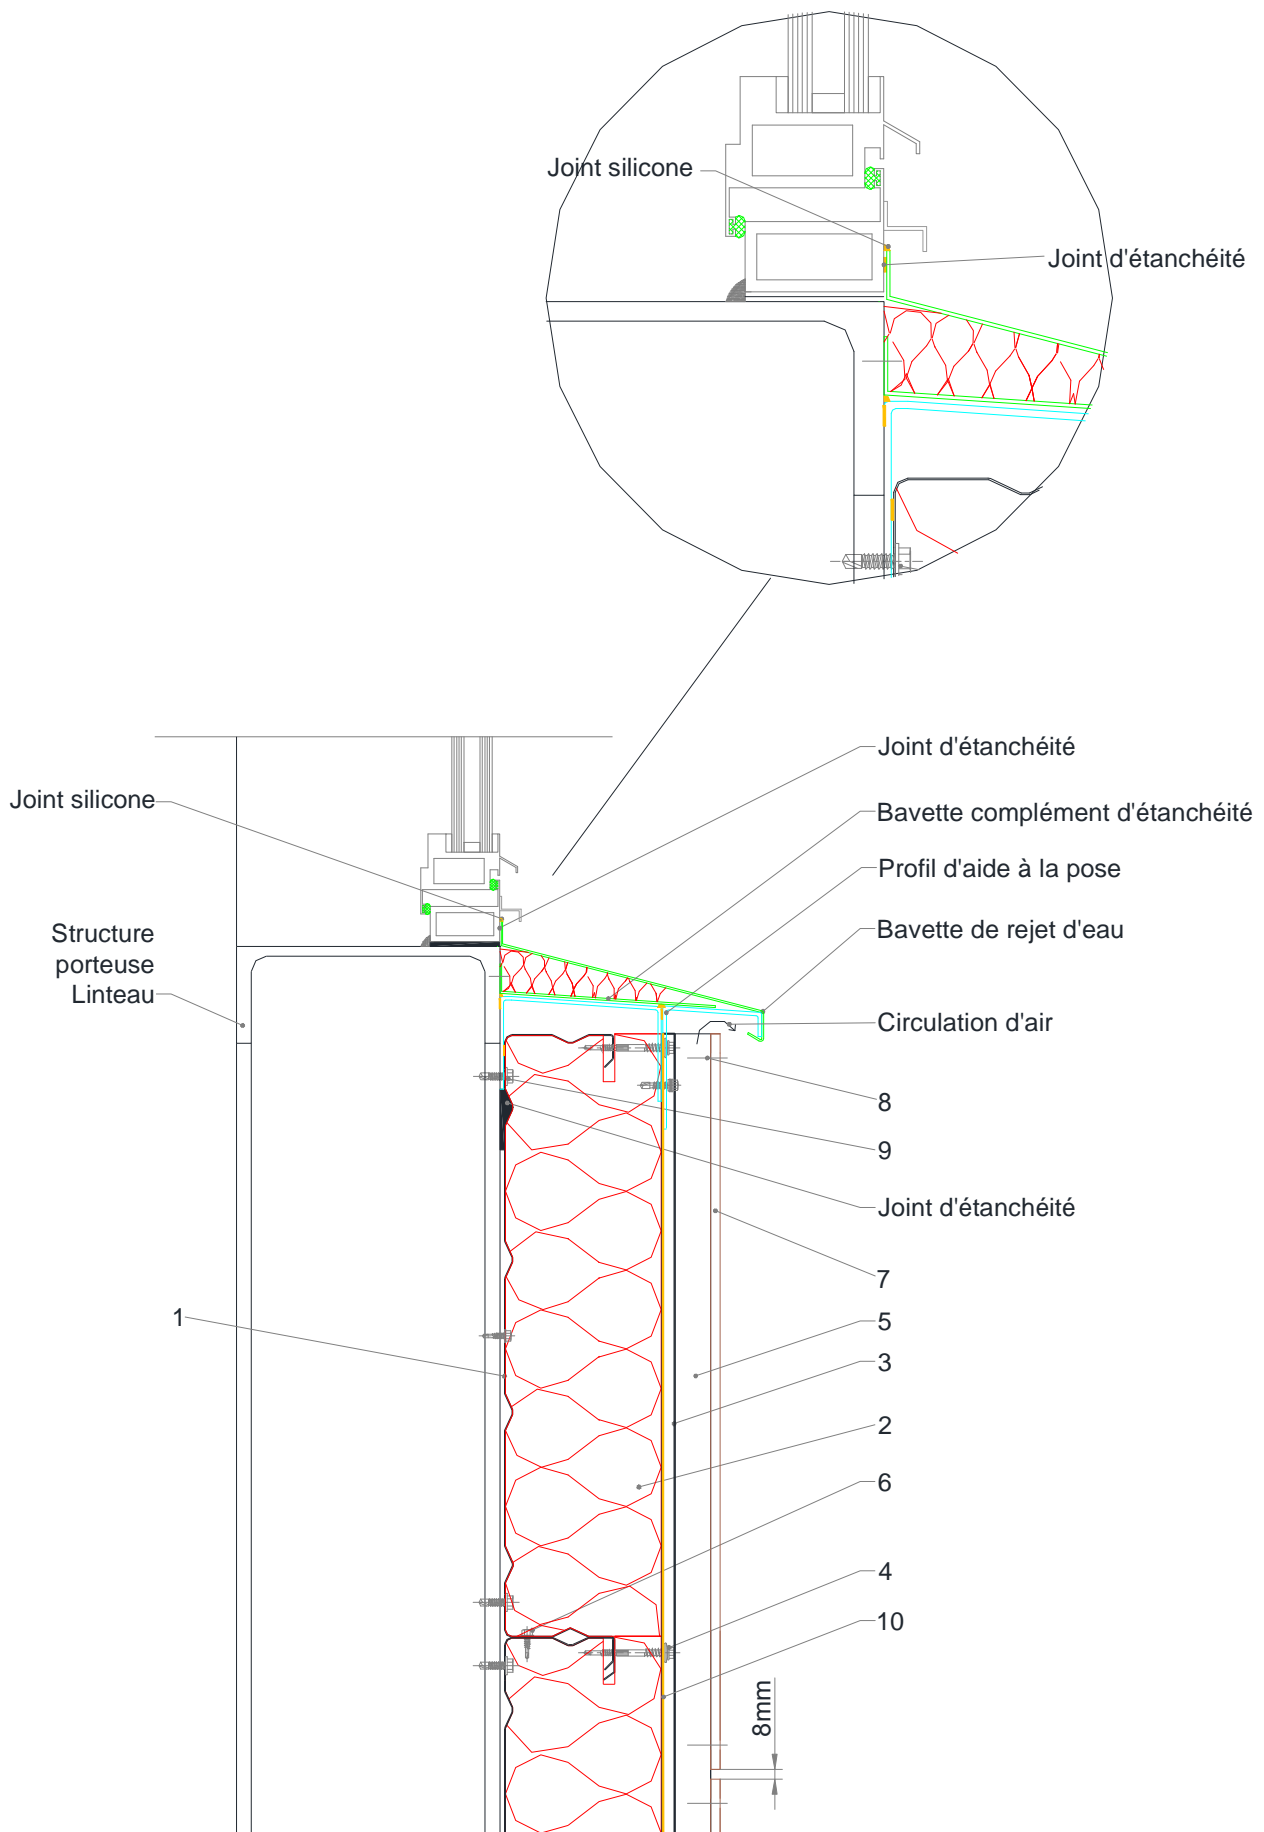 Joint silicone
Joint d'étanchéité
Joint d'étanchéité
Joint silicone
Bavette complément d'étanchéité
Profil d'aide à la pose
Bavette de rejet d'eau
Structure
porteuse
Linteau
Circulation d'air
8
9
Joint d'étanchéité
7
1
5
3
2
6
4
10
8mm